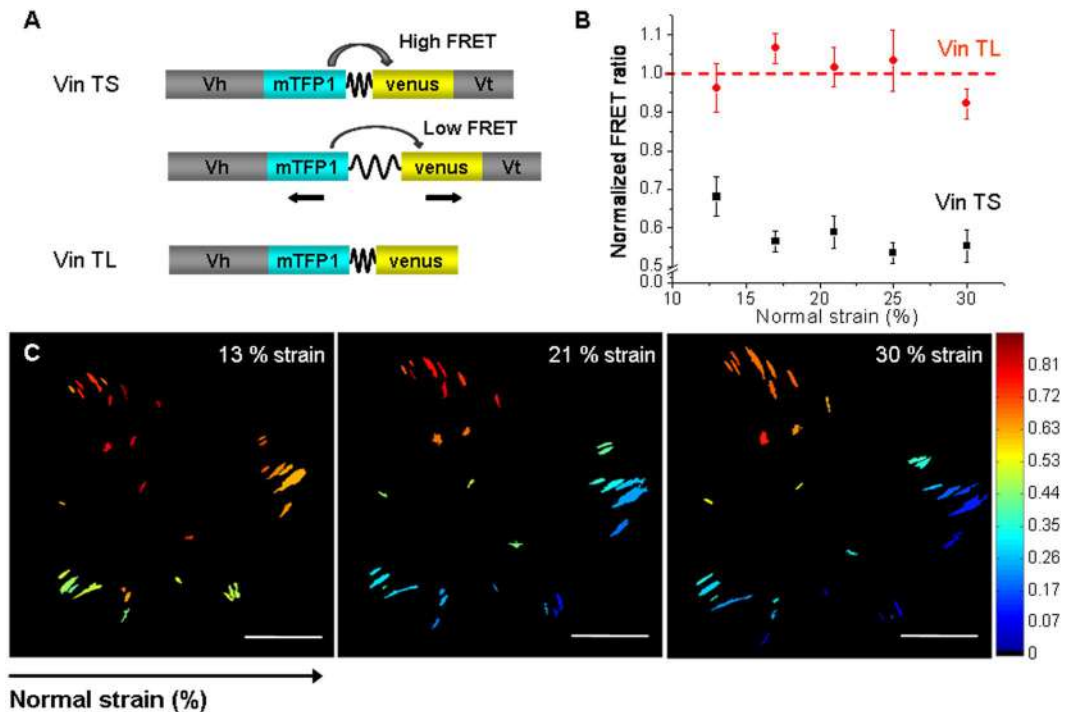 A
High FRET
Vin TS
Vh
mTFP1
venus
Vt
Low FRET
Vh
mTFP1
venus
Vt
Vin TL
Vh
mTFP1
venus
B
Normalized FRET ratio
1.1
1.0
0.9
0.8
0.7
0.6
0.5
0.0
Vin TL
Vin TS
10 15 20 25 30
Normal strain (%)
C
13 % strain
21 % strain
30 % strain
0.81
0.72
0.63
0.53
0.44
0.35
0.26
0.17
0.07
0
Normal strain (%)